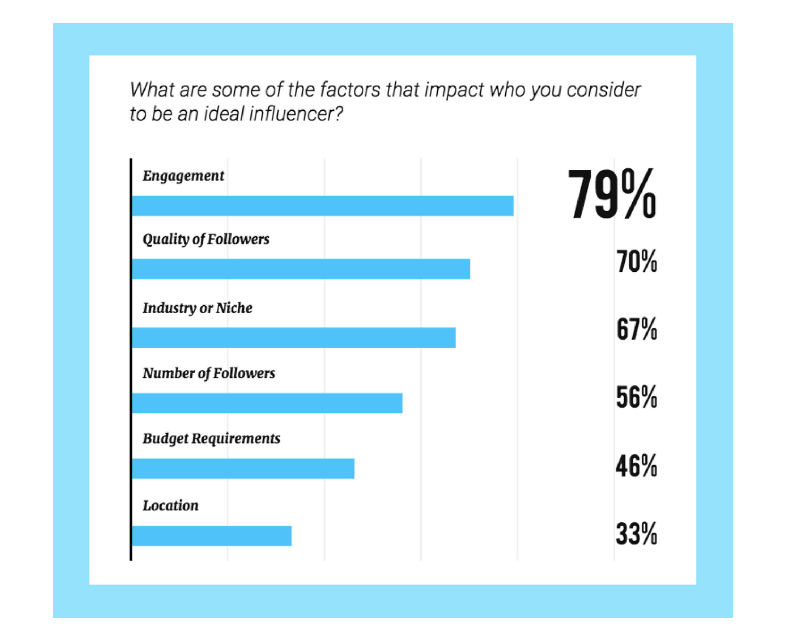 What are some of the factors that impact who you consider
to be an ideal influencer?
Engagement
79%
Quality of Followers
70%
Industry or Niche
67%
Number of Followers
56%
Budget Requirements
46%
Location
33%